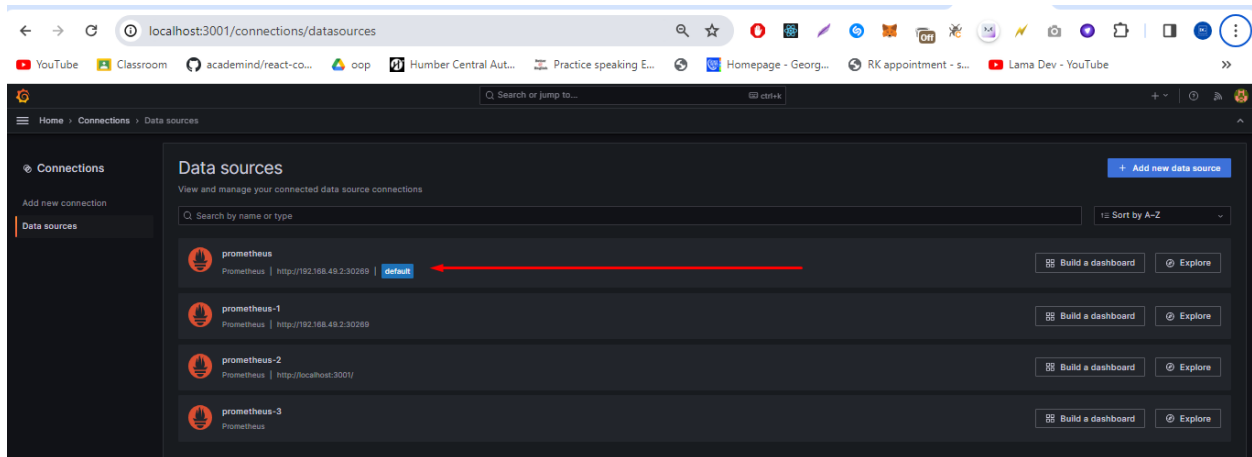 localhost:3001/connections/datasources
Off
YouTube Classroom academind/react-co... oop Humber Central Aut... Practice speaking E... Homepage - Georg... RK appointment - s... Lama Dev - YouTube »
Search or jump to... ctrl+k
Home › Connections › Data sources
Connections
Add new connection
Data sources
Data sources
+ Add new data source
View and manage your connected data source connections
Search by name or type
Sort by A–Z
prometheus
Prometheus | http://192.168.49.2:30269 | default
Build a dashboard
Explore
prometheus-1
Prometheus | http://192.168.49.2:30269
Build a dashboard
Explore
prometheus-2
Prometheus | http://localhost:3001/
Build a dashboard
Explore
prometheus-3
Prometheus
Build a dashboard
Explore